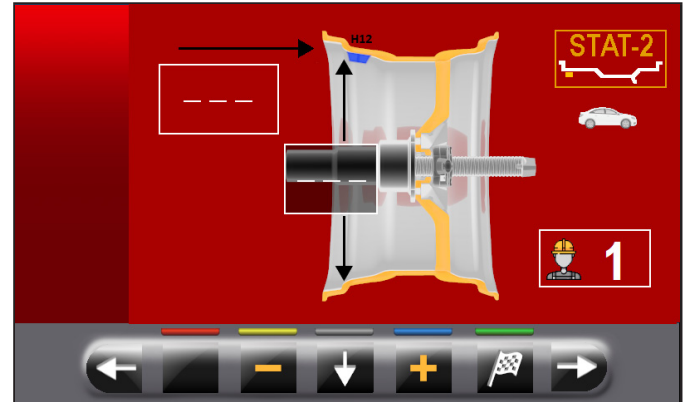 H12
STAT-2
_ _ _
_ _ _
1